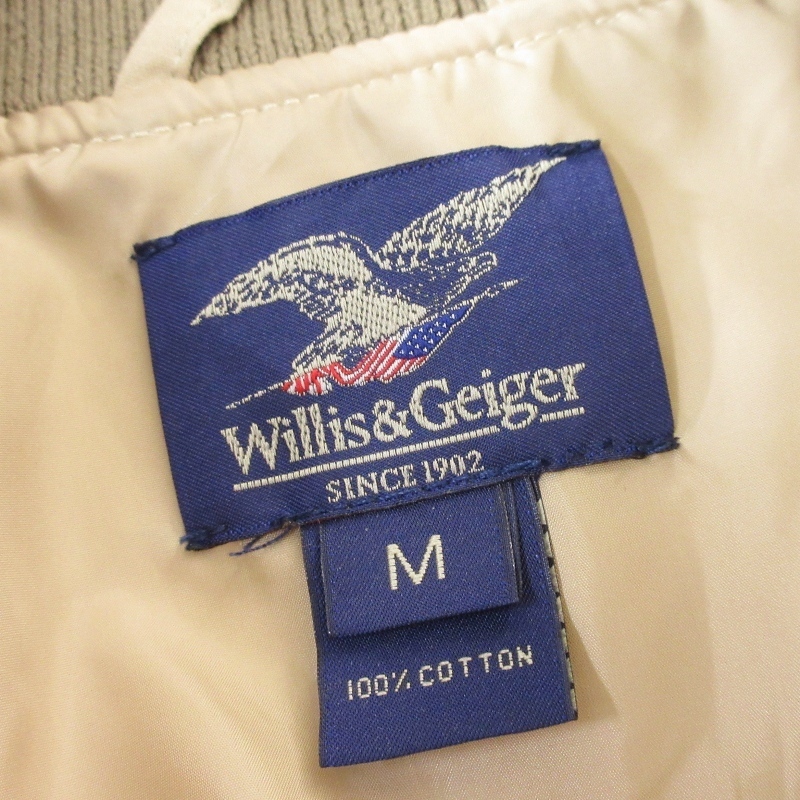 Willis&Geiger
SINCE 1902
M
100% COTTON